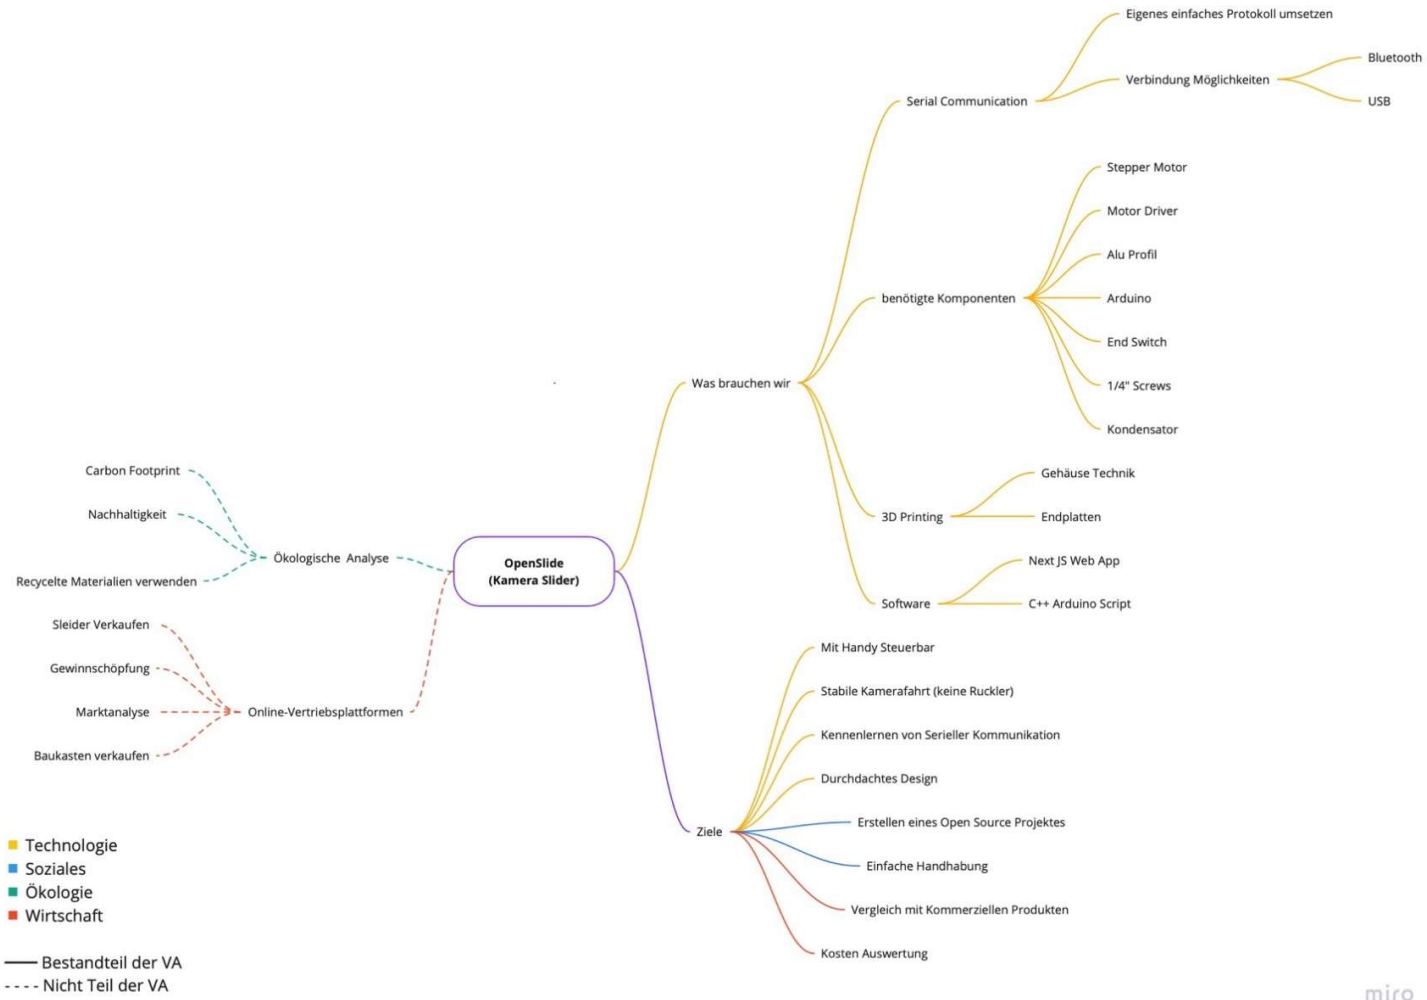 Eigenes einfaches Protokoll umsetzen
Bluetooth
Verbindung Möglichkeiten
Serial Communication
USB
Stepper Motor
Motor Driver
Alu Profil
benötigte Komponenten
Arduino
End Switch
Was brauchen wir
1/4" Screws
Kondensator
Gehäuse Technik
3D Printing
Endplatten
Next JS Web App
Software
C++ Arduino Script
Carbon Footprint
Nachhaltigkeit
Ökologische Analyse
Recycelte Materialien verwenden
OpenSlide
(Kamera Slider)
Sleider Verkaufen
Gewinnschöpfung
Marktanalyse
Online-Vertriebsplattformen
Baukasten verkaufen
Mit Handy Steuerbar
Stabile Kamerafahrt (keine Ruckler)
Kennenlernen von Serieller Kommunikation
Durchdachtes Design
Ziele
Erstellen eines Open Source Projektes
Einfache Handhabung
Vergleich mit Kommerziellen Produkten
Kosten Auswertung
Technologie
Soziales
Ökologie
Wirtschaft
Bestandteil der VA
Nicht Teil der VA
miro